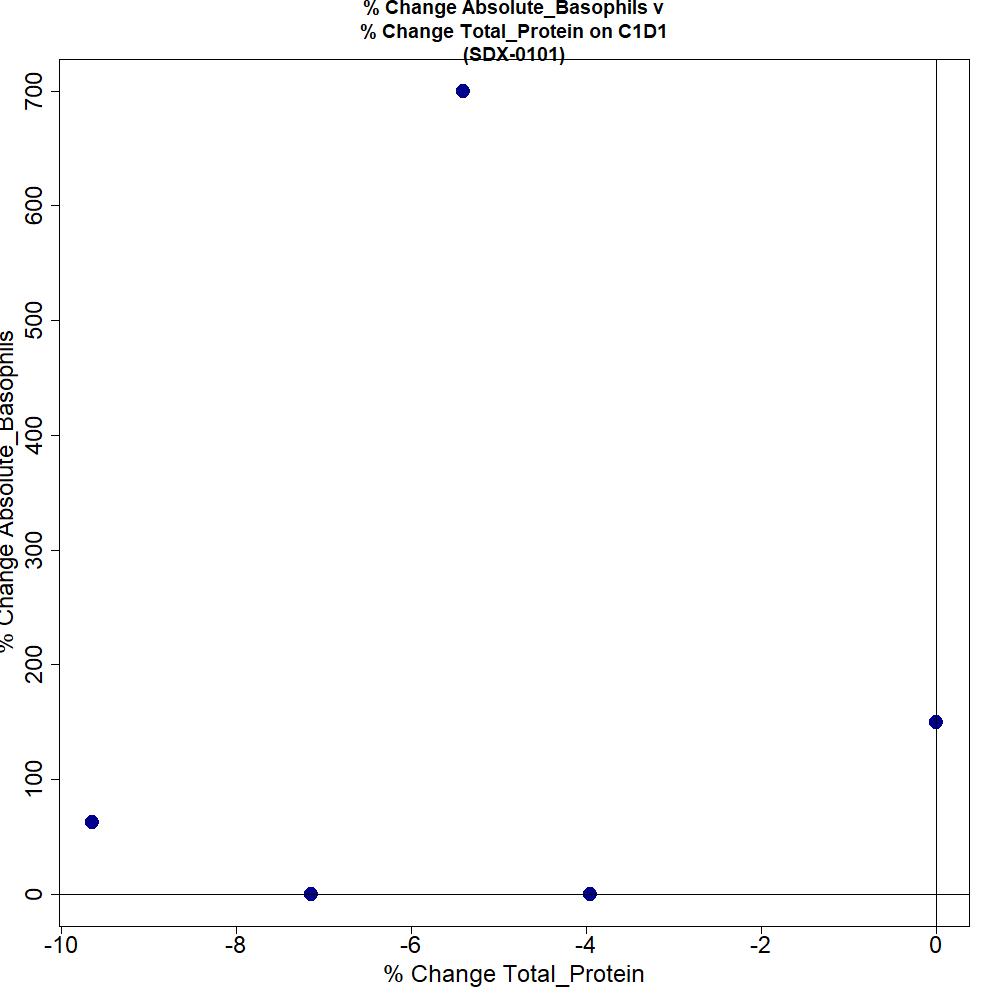 % Change Absolute_Basophils v
% Change Total_Protein on C1D1
(SDX-0101)
% Change Absolute_Basophils
700
600
500
400
300
200
100
0
-10
-8
-6
-4
-2
0
% Change Total_Protein